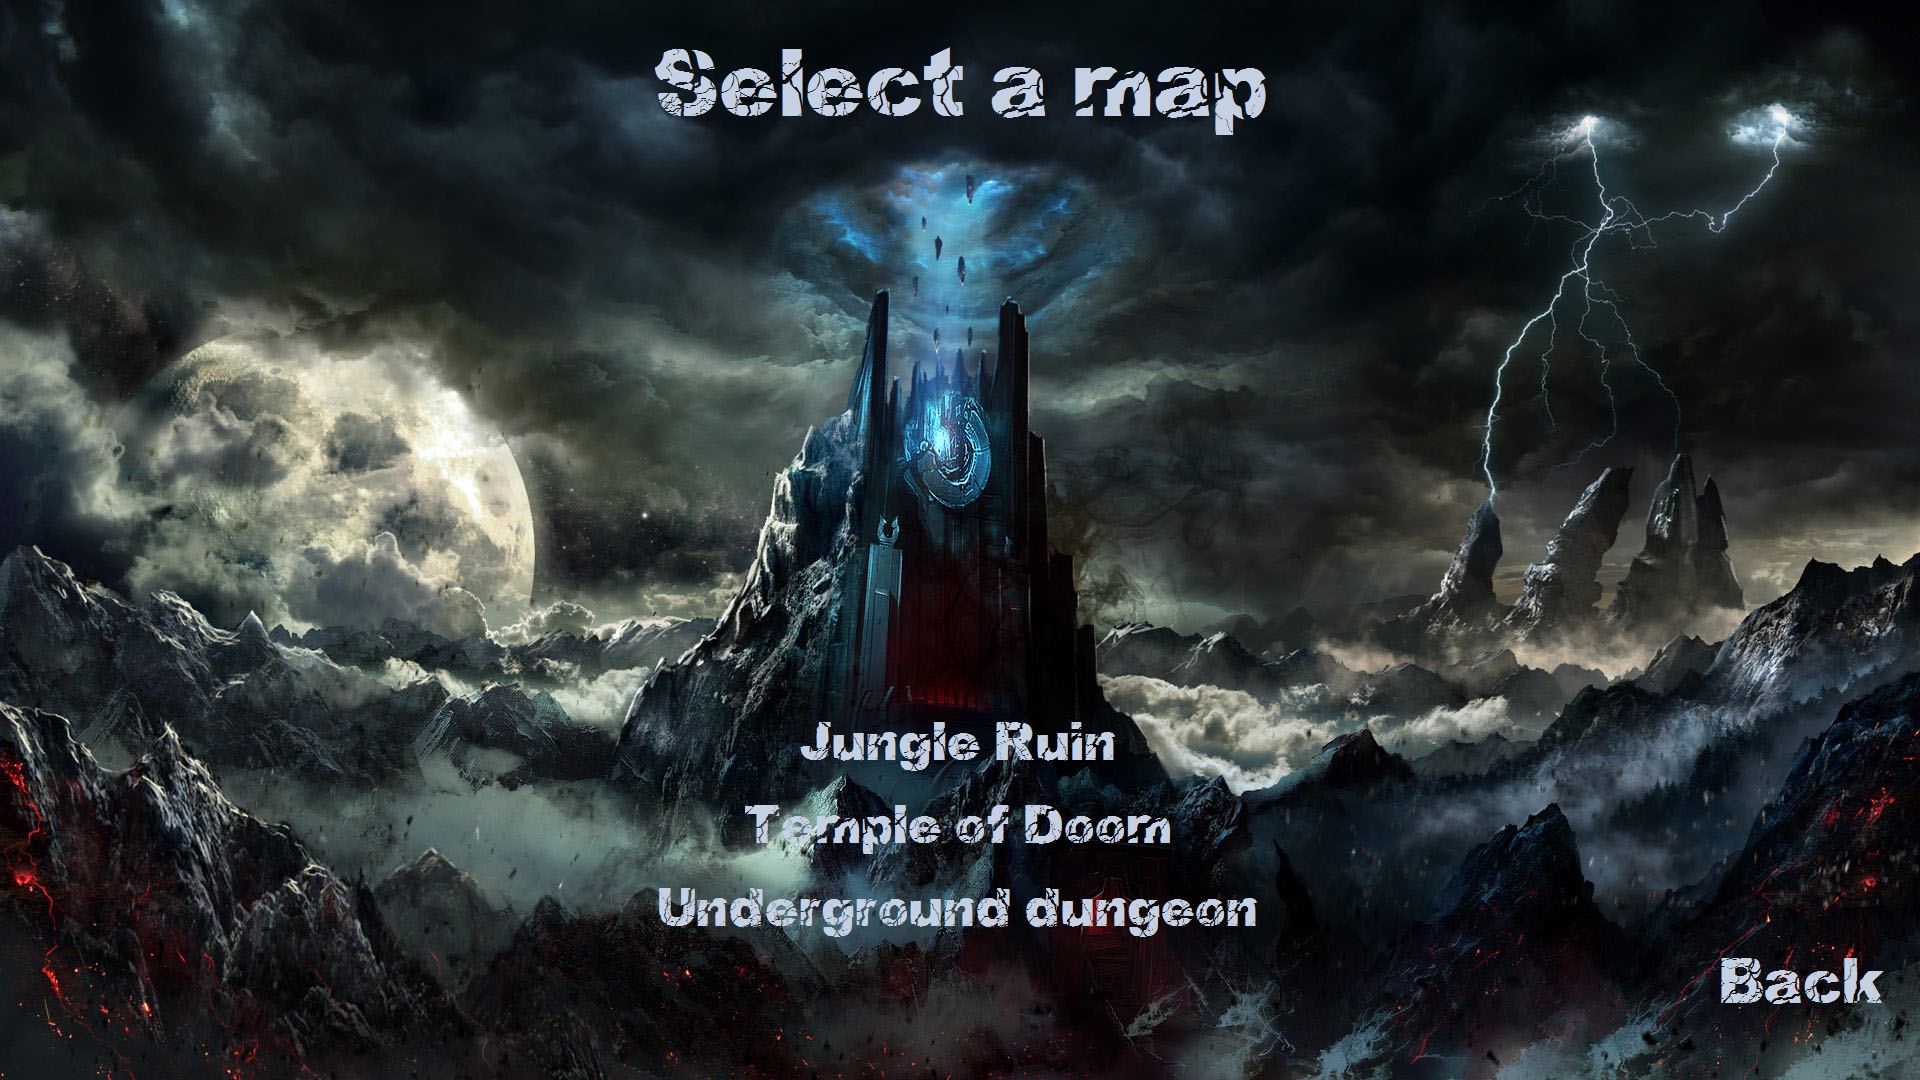 Select a map
Jungle Ruin
Temple of Doom
Underground dungeon
Back